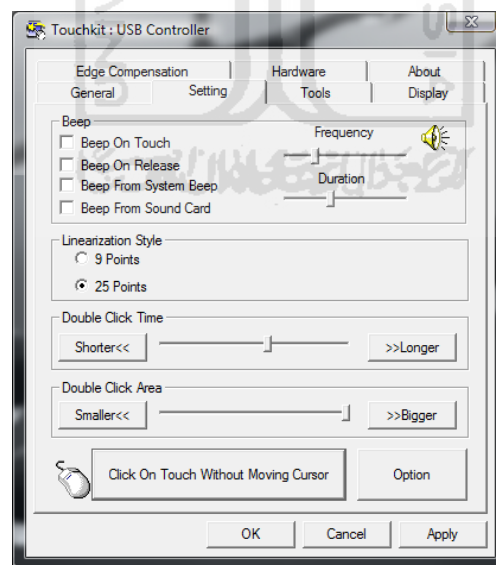 Touchkit : USB Controller
Edge Compensation Hardware About
General Setting Tools Display
Beep
Beep On Touch
Beep On Release
Beep From System Beep
Beep From Sound Card
Frequency
Duration
Linearization Style
9 Points
25 Points
Double Click Time
Shorter<< >>Longer
Double Click Area
Smaller<< >>Bigger
Click On Touch Without Moving Cursor Option
OK Cancel Apply